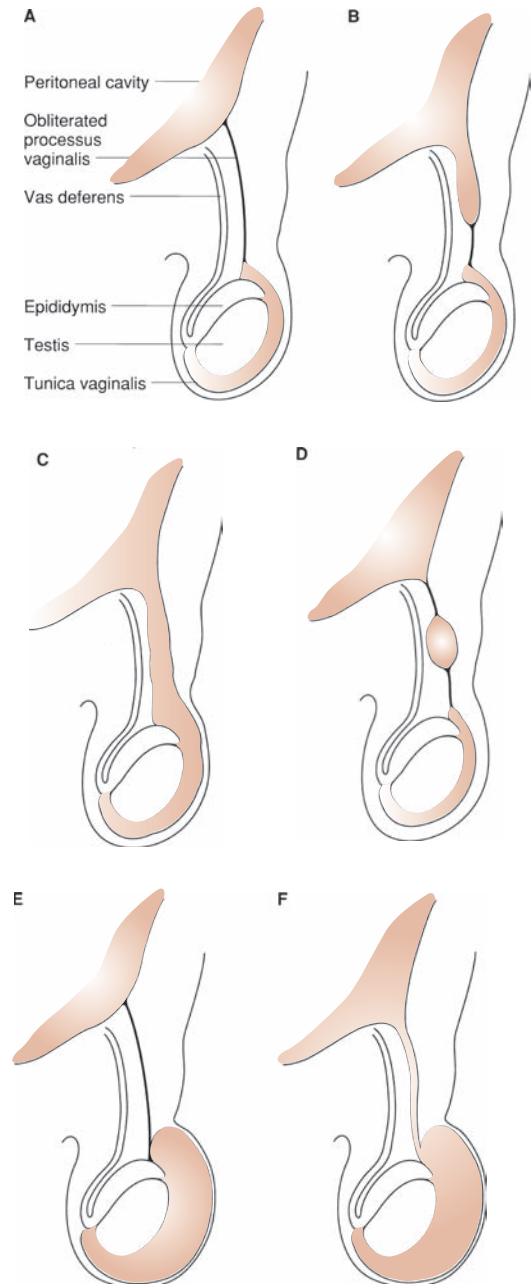 A
B
Peritoneal cavity
Obliterated
processus
vaginalis
Vas deferens
Epididymis
Testis
Tunica vaginalis
C
D
E
F